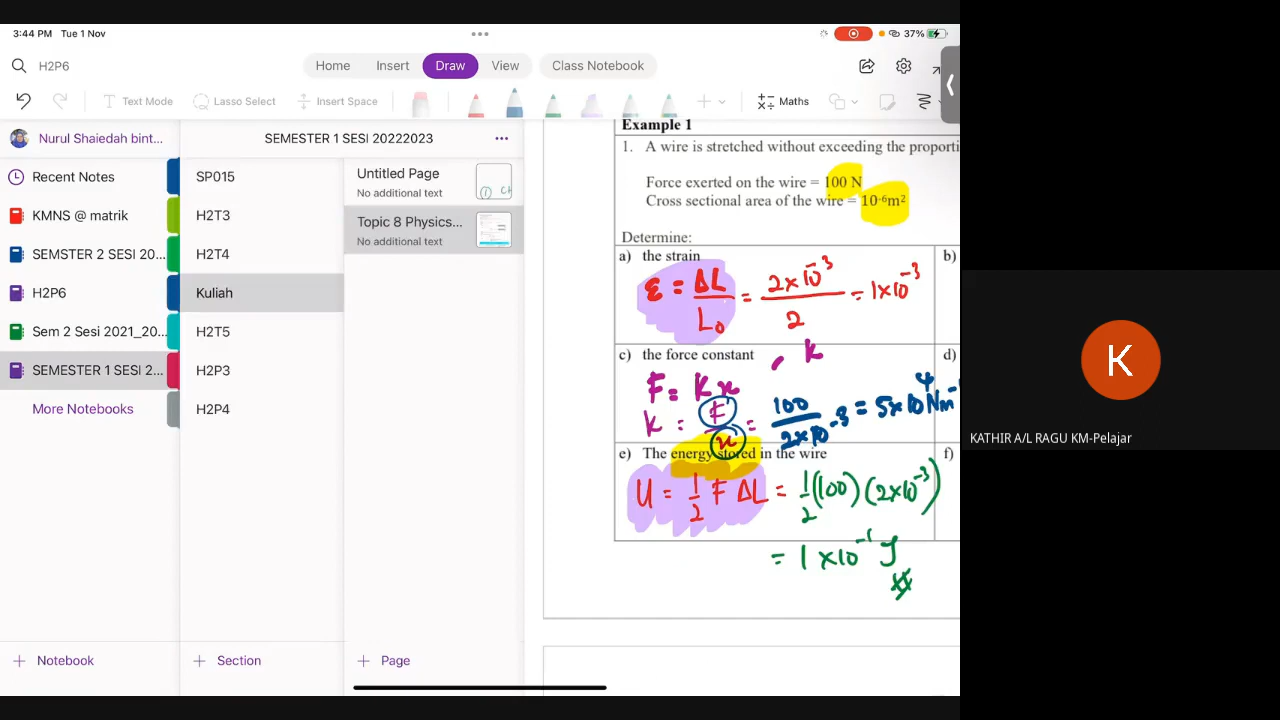 3:44 PM Tue 1 Nov
37%
H2P6
Home Insert Draw View Class Notebook
Text Mode Lasso Select Insert Space Maths
Nurul Shaiedah bint...
Recent Notes
KMNS @ matrik
SEMSTER 2 SESI 20...
H2P6
Sem 2 Sesi 2021_20...
SEMESTER 1 SESI 2...
More Notebooks
Notebook
SEMESTER 1 SESI 20222023
SP015
H2T3
H2T4
Kuliah
H2T5
H2P3
H2P4
Section
Untitled Page
No additional text
Topic 8 Physics...
No additional text
Page
Example 1
1. A wire is stretched without exceeding the proporti
Force exerted on the wire = 100 N
Cross sectional area of the wire = 10⁻⁶m²
Determine:
a) the strain
b)
ε = ΔL/L₀ = 2×10⁻³/2 = 1×10⁻³
c) the force constant , k
d)
F = Kx
k = F/x = 100/2×10⁻³ = 5×10⁴ Nm⁻
e) The energy stored in the wire
f)
U = 1/2 F ΔL = 1/2 (100) (2×10⁻³)
= 1×10⁻¹ J
K
KATHIR A/L RAGU KM-Pelajar